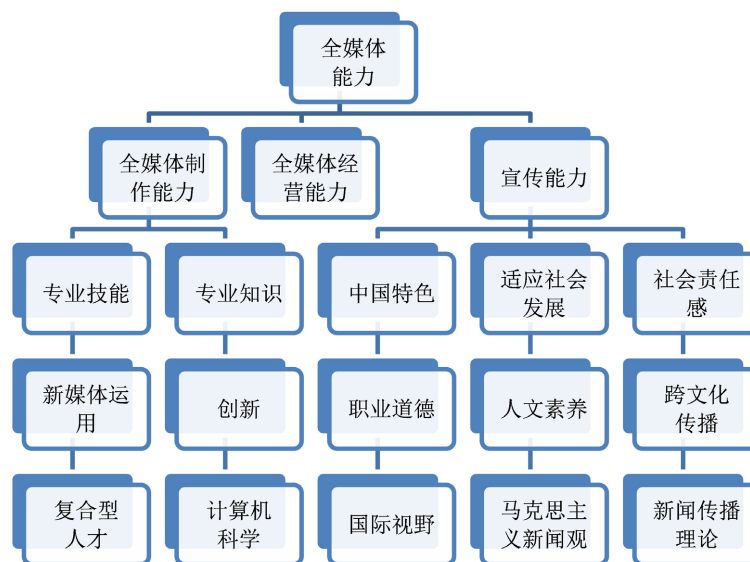 全媒体
能力
全媒体制
作能力
全媒体经
营能力
宣传能力
专业技能
专业知识
中国特色
适应社会
发展
社会责任
感
新媒体运
用
创新
职业道德
人文素养
跨文化
传播
复合型
人才
计算机
科学
国际视野
马克思主
义新闻观
新闻传播
理论